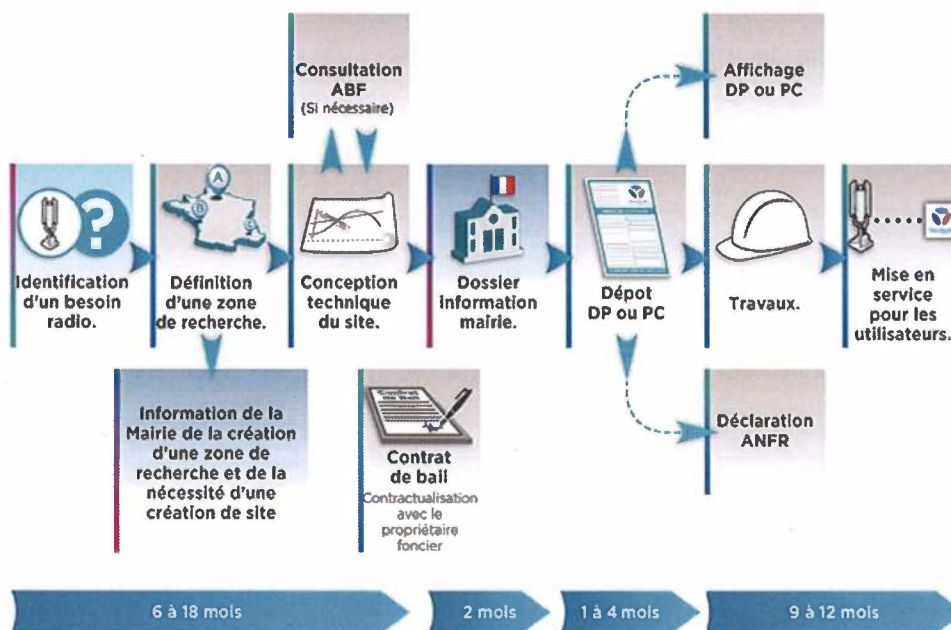 Consultation
ABF
(Si nécessaire)
Affichage
DP ou PC
A
B
C
?
Identification
d'un besoin
radio.
Définition
d'une zone
de recherche.
Conception
technique
du site.
Dossier
information
mairie.
Dépot
DP ou PC
Travaux.
Mise en
service
pour les
utilisateurs.
Information de la
Mairie de la création
d'une zone de
recherche et de la
nécessité d'une
création de site
Contrat
de bail
Contrat
de bail
Contractualisation
avec le
propriétaire
foncier
Déclaration
ANFR
6 à 18 mois
2 mois
1 à 4 mois
9 à 12 mois